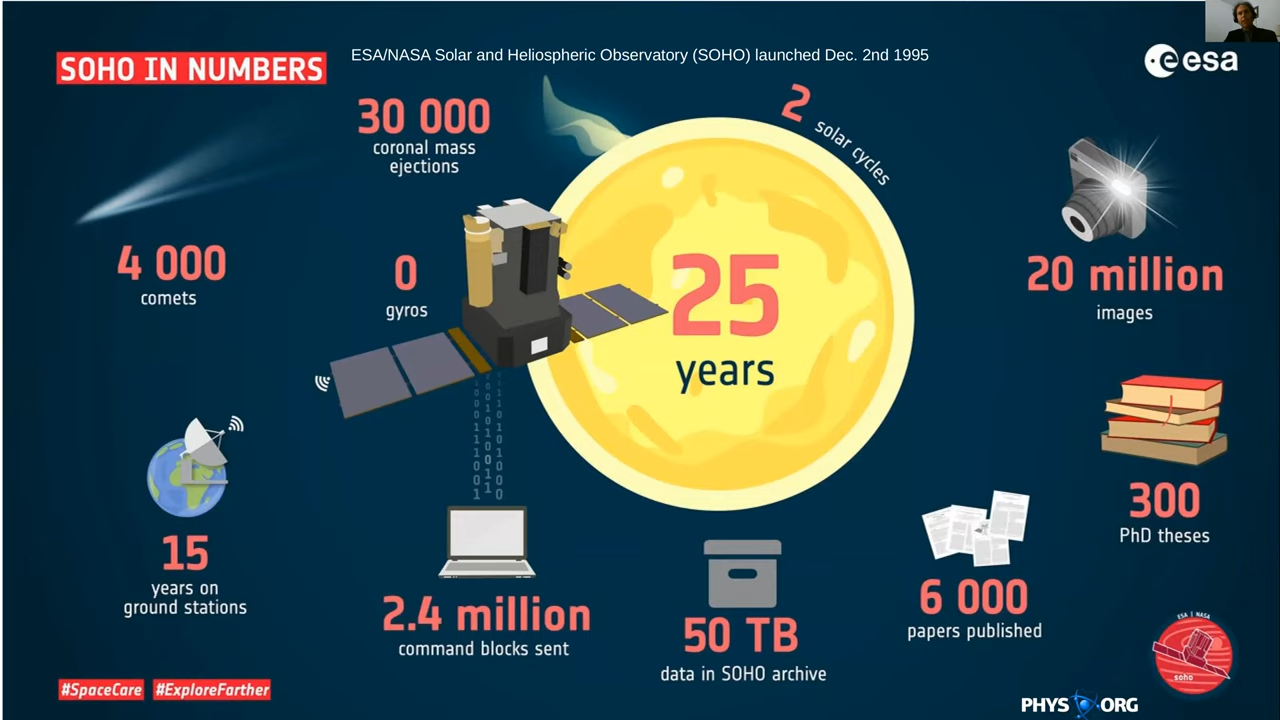 SOHO IN NUMBERS
ESA/NASA Solar and Heliospheric Observatory (SOHO) launched Dec. 2nd 1995
esa
30 000
coronal mass
ejections
2
solar cycles
4 000
comets
0
gyros
25
years
20 million
images
15
years on
ground stations
2.4 million
command blocks sent
50 TB
data in SOHO archive
6 000
papers published
300
PhD theses
ESA | NASA
soho
#SpaceCare #ExploreFarther
PHYS ORG